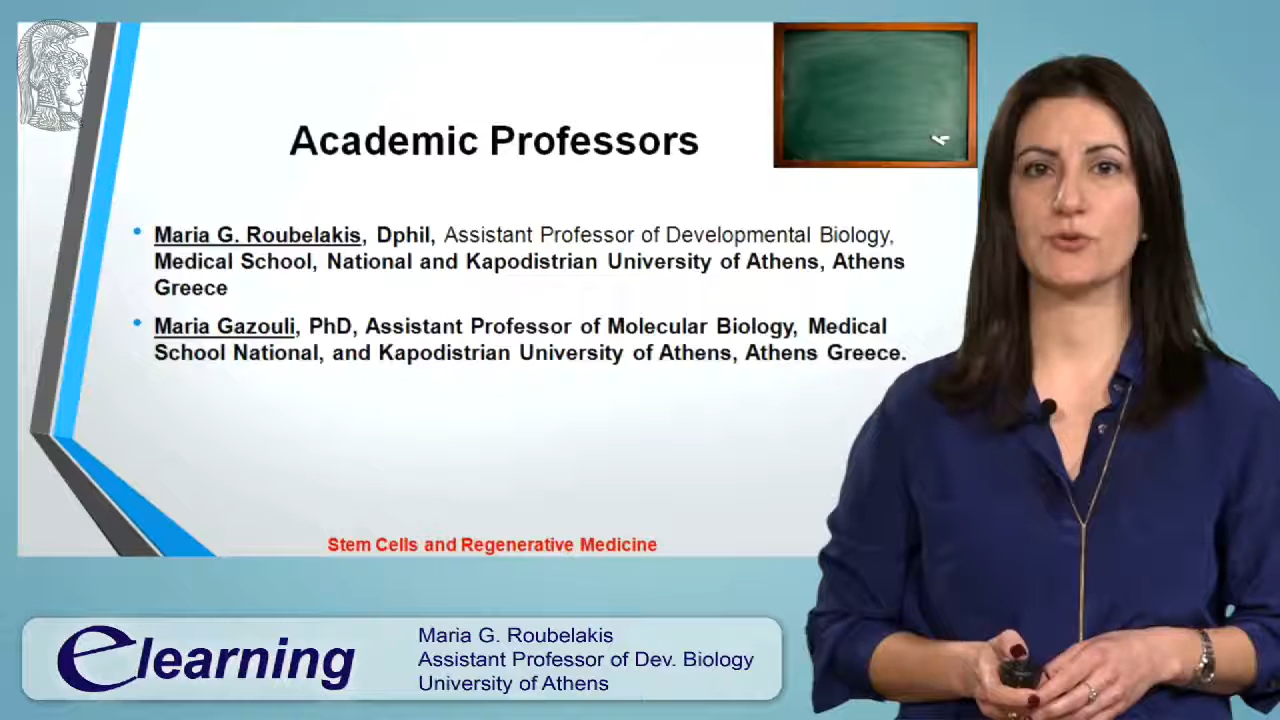 Academic Professors
Maria G. Roubelakis, Dphil, Assistant Professor of Developmental Biology,
Medical School, National and Kapodistrian University of Athens, Athens
Greece
Maria Gazouli, PhD, Assistant Professor of Molecular Biology, Medical
School National, and Kapodistrian University of Athens, Athens Greece.
Stem Cells and Regenerative Medicine
elearning
Maria G. Roubelakis
Assistant Professor of Dev. Biology
University of Athens